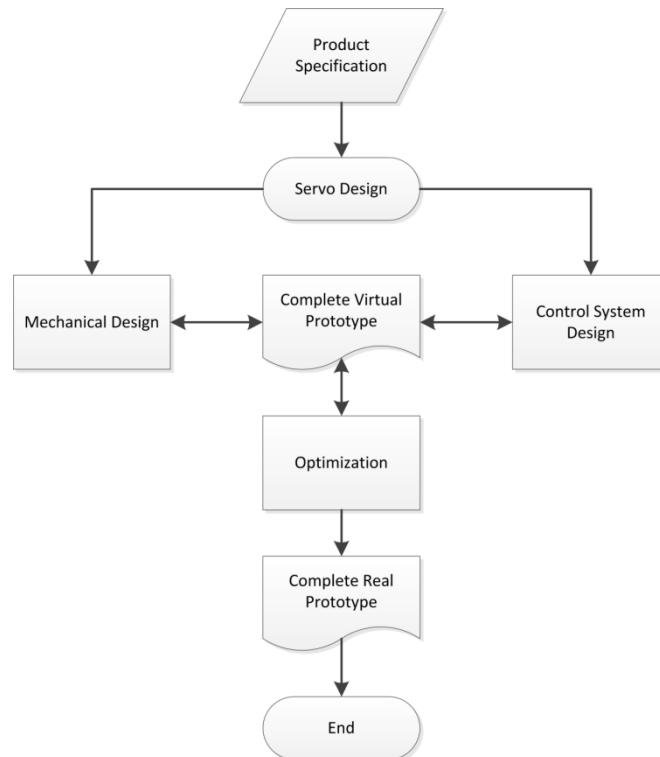 Product
Specification
Servo Design
Mechanical Design
Complete Virtual
Prototype
Control System
Design
Optimization
Complete Real
Prototype
End